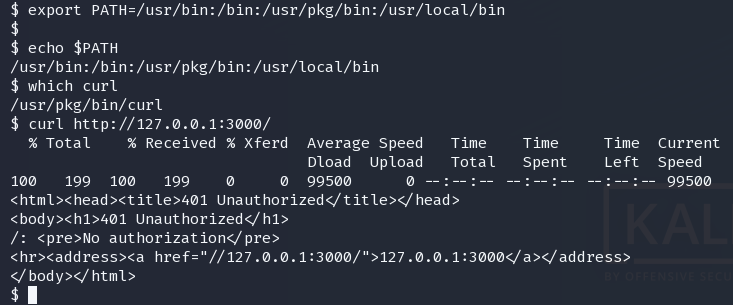 $ export PATH=/usr/bin:/bin:/usr/pkg/bin:/usr/local/bin
$
$ echo $PATH
/usr/bin:/bin:/usr/pkg/bin:/usr/local/bin
$ which curl
/usr/pkg/bin/curl
$ curl http://127.0.0.1:3000/
  % Total    % Received % Xferd  Average Speed   Time    Time     Time  Current
                                 Dload  Upload   Total   Spent    Left  Speed
100   199  100   199    0     0  99500      0 --:--:-- --:--:-- --:--:-- 99500
<html><head><title>401 Unauthorized</title></head>
<body><h1>401 Unauthorized</h1>
/: <pre>No authorization</pre>
<hr><address><a href="//127.0.0.1:3000/">127.0.0.1:3000</a></address>
</body></html>
$
KAL
BY OFFENSIVE SECU